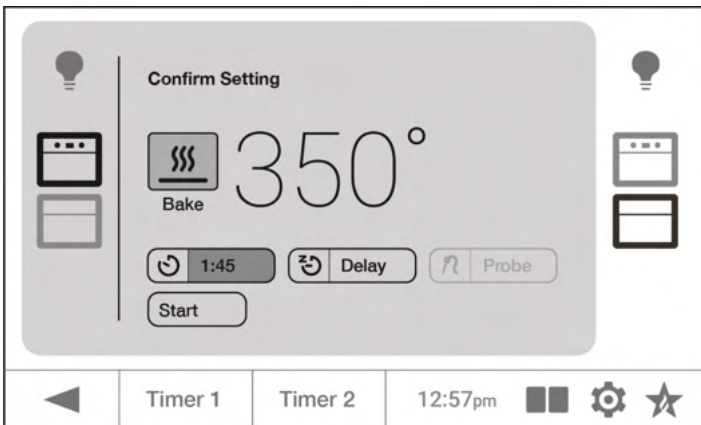 Confirm Setting
350°
Bake
1:45 Delay Probe
Start
Timer 1 Timer 2 12:57pm